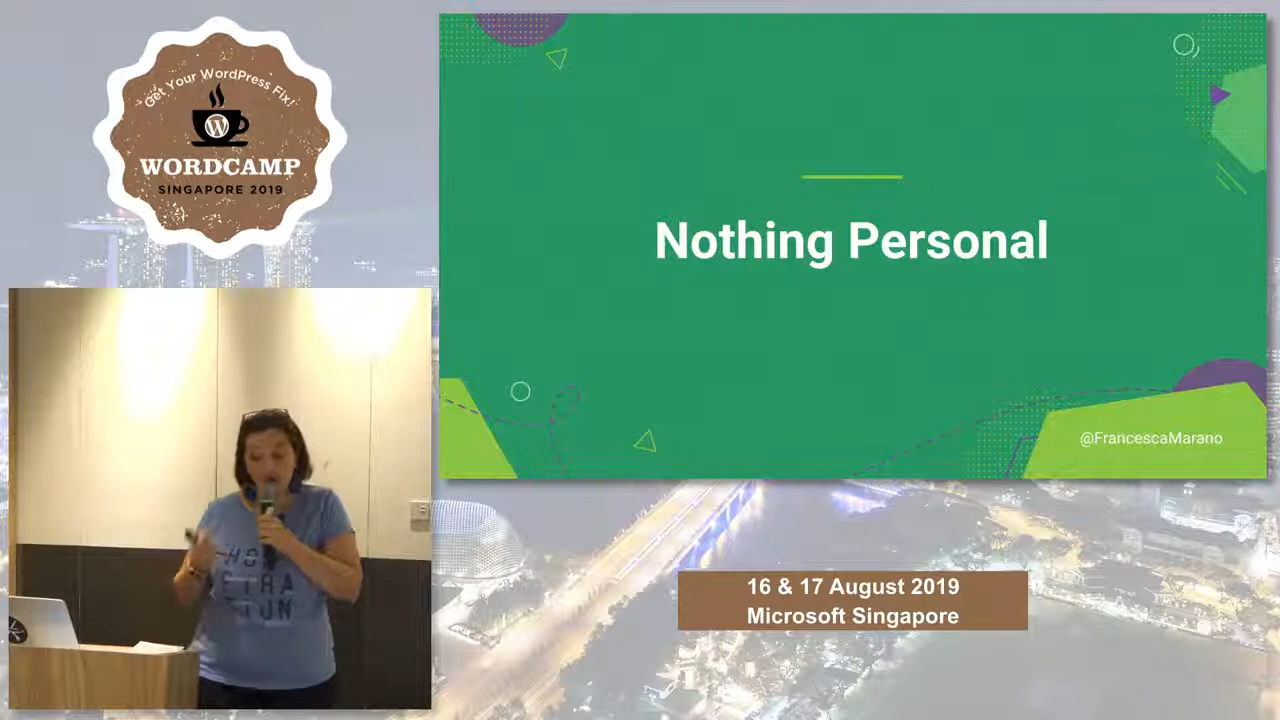 Get Your WordPress Fix!
WORDCAMP
SINGAPORE 2019
Nothing Personal
@FrancescaMarano
16 & 17 August 2019
Microsoft Singapore